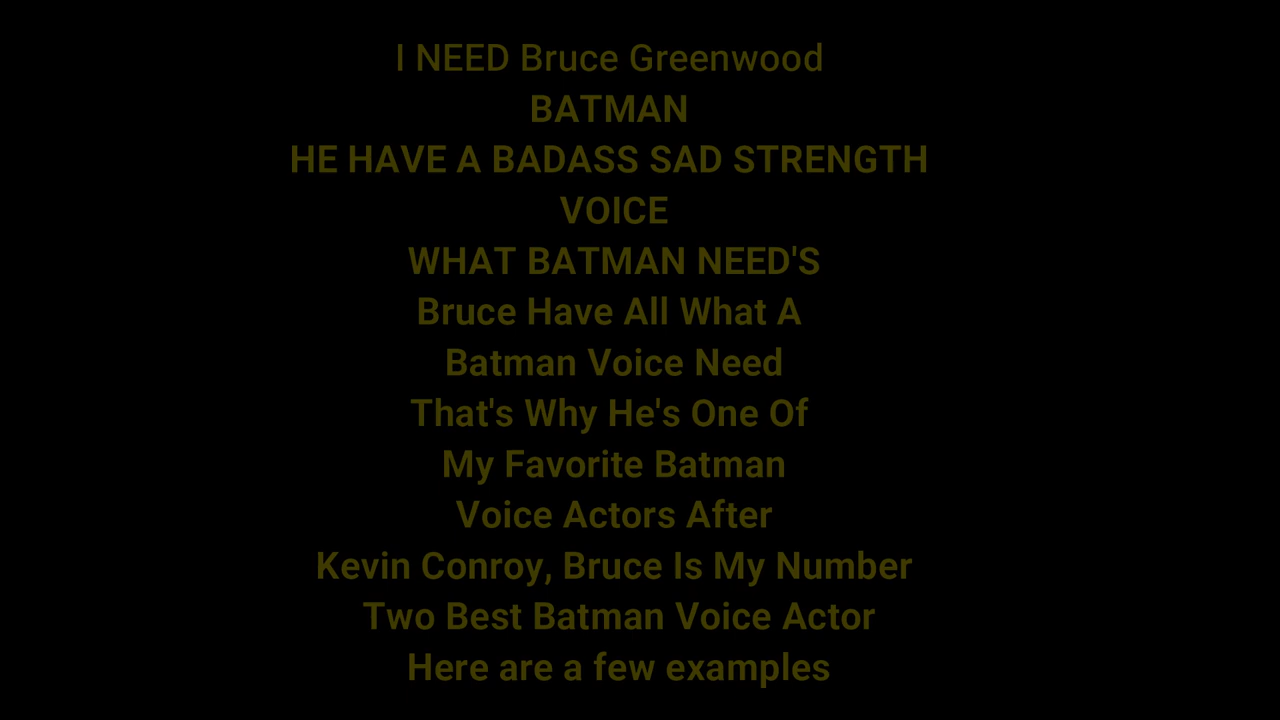 I NEED Bruce Greenwood
BATMAN
HE HAVE A BADASS SAD STRENGTH
VOICE
WHAT BATMAN NEED'S
Bruce Have All What A
Batman Voice Need
That's Why He's One Of
My Favorite Batman
Voice Actors After
Kevin Conroy, Bruce Is My Number
Two Best Batman Voice Actor
Here are a few examples